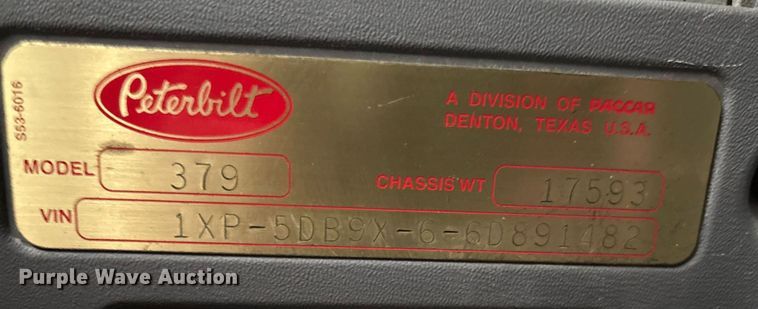 S53-6016
Peterbilt
A DIVISION OF PACCAR
DENTON, TEXAS U.S.A.
MODEL 379
CHASSIS WT 17593
VIN 1XP-5DB9X-6-6D891482
Purple Wave Auction